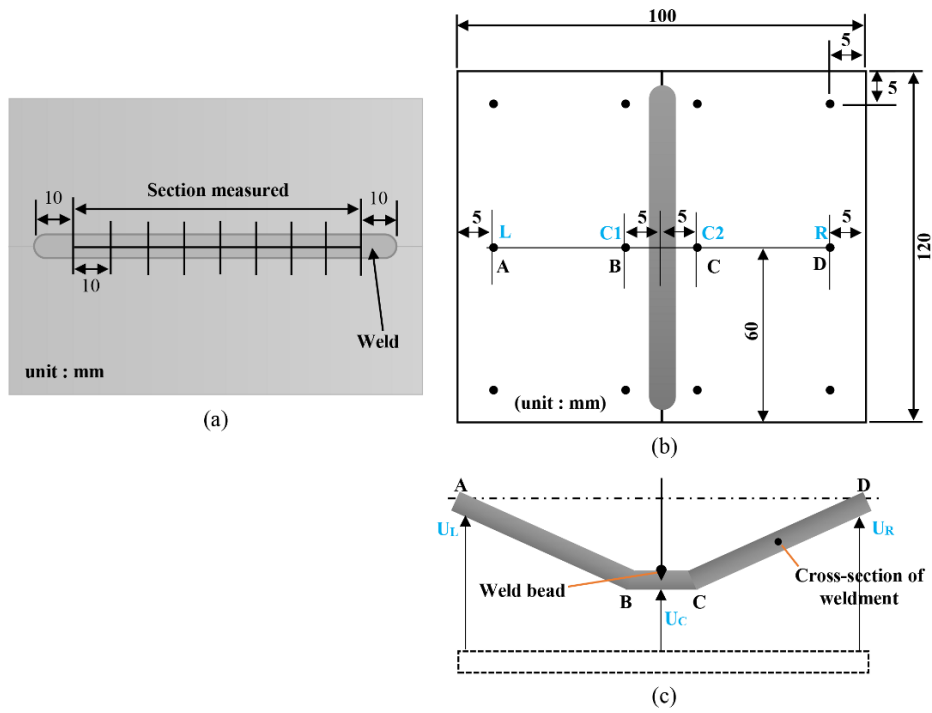 10
Section measured
10
10
Weld
unit : mm
(a)
100
5
5
5
L
C1
5
5
C2
R
5
A
B
C
D
120
60
(unit : mm)
(b)
A
D
UL
UR
Weld bead
B
C
UC
Cross-section of
weldment
(c)